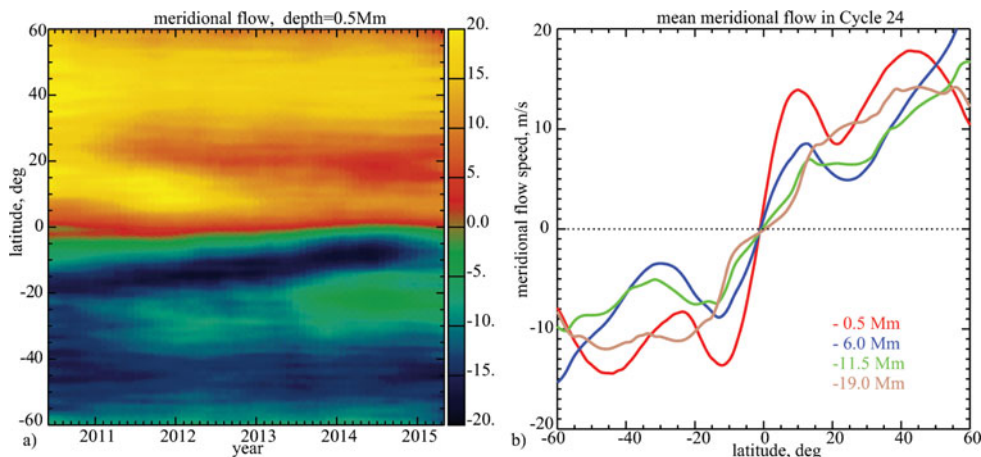 meridional flow, depth=0.5Mm
60
40
20
0
-20
-40
-60
latitude, deg
2011 2012 2013 2014 2015
year
a)
20.
15.
10.
5.
0.0
-5.
-10.
-15.
-20.
mean meridional flow in Cycle 24
20
10
0
-10
-20
meridional flow speed, m/s
- 0.5 Mm
- 6.0 Mm
-11.5 Mm
-19.0 Mm
-60 -40 -20 0 20 40 60
latitude, deg
b)